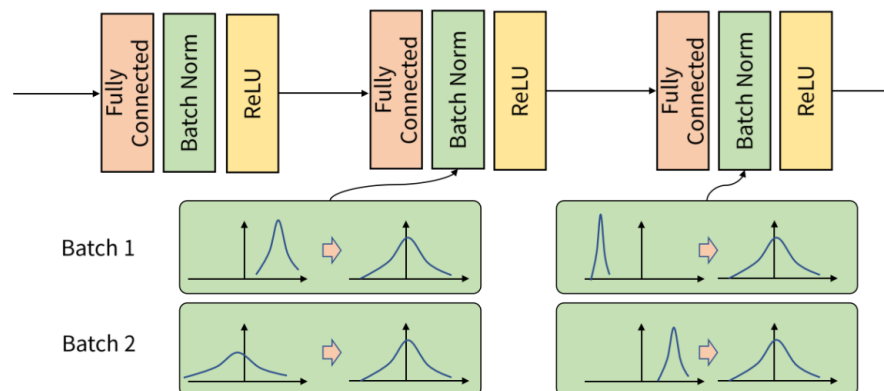 Fully
Connected
Batch Norm
ReLU
Fully
Connected
Batch Norm
ReLU
Fully
Connected
Batch Norm
ReLU
Batch 1
Batch 2